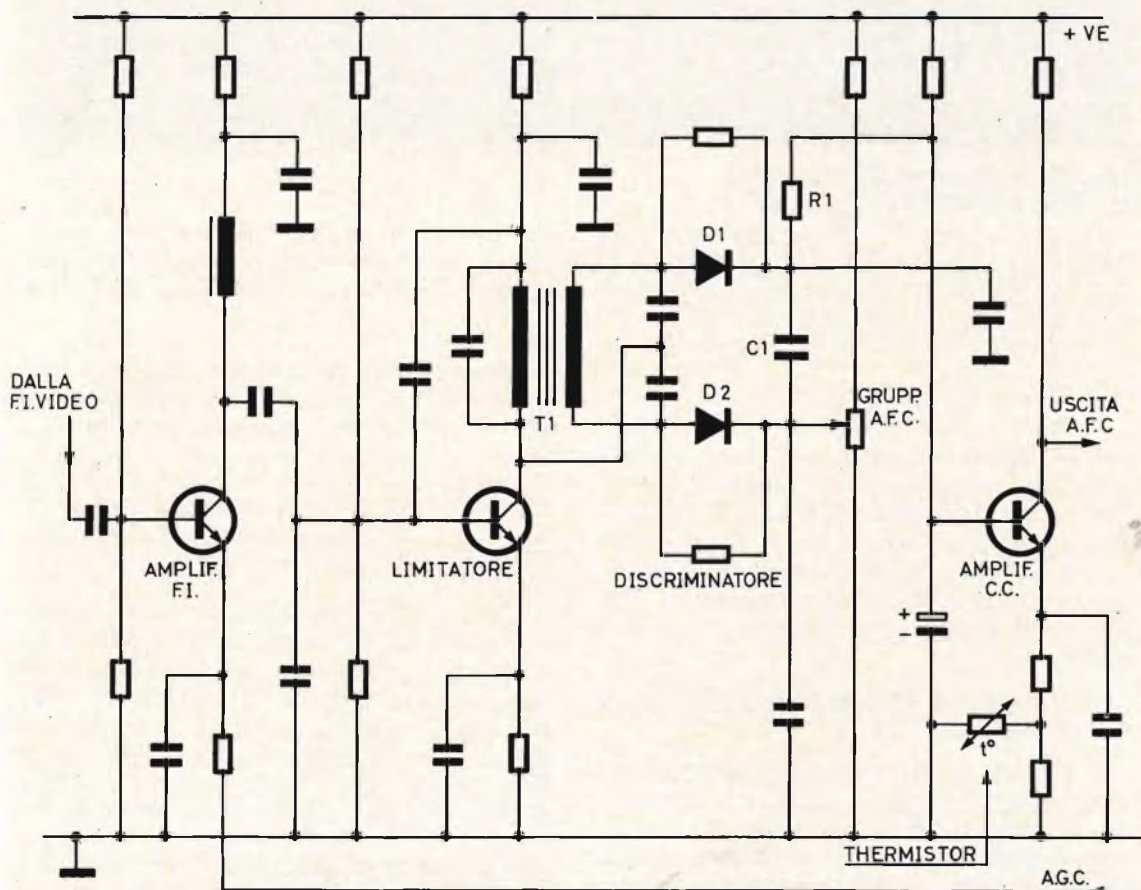 + VE
R1
D1
C1
DALLA
F.I. VIDEO
T1
D2
GRUPP.
A.F.C.
USCITA
A.F.C
AMPLIF.
F.I.
LIMITATORE
DISCRIMINATORE
AMPLIF.
C.C.
+
−
t°
THERMISTOR
A.G.C.